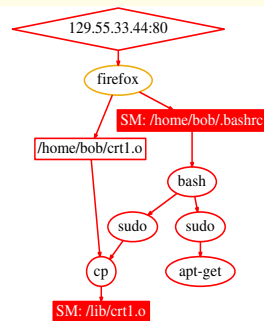 129.55.33.44:80
firefox
SM: /home/bob/.bashrc
/home/bob/crt1.o
bash
sudo
sudo
cp
apt-get
SM: /lib/crt1.o